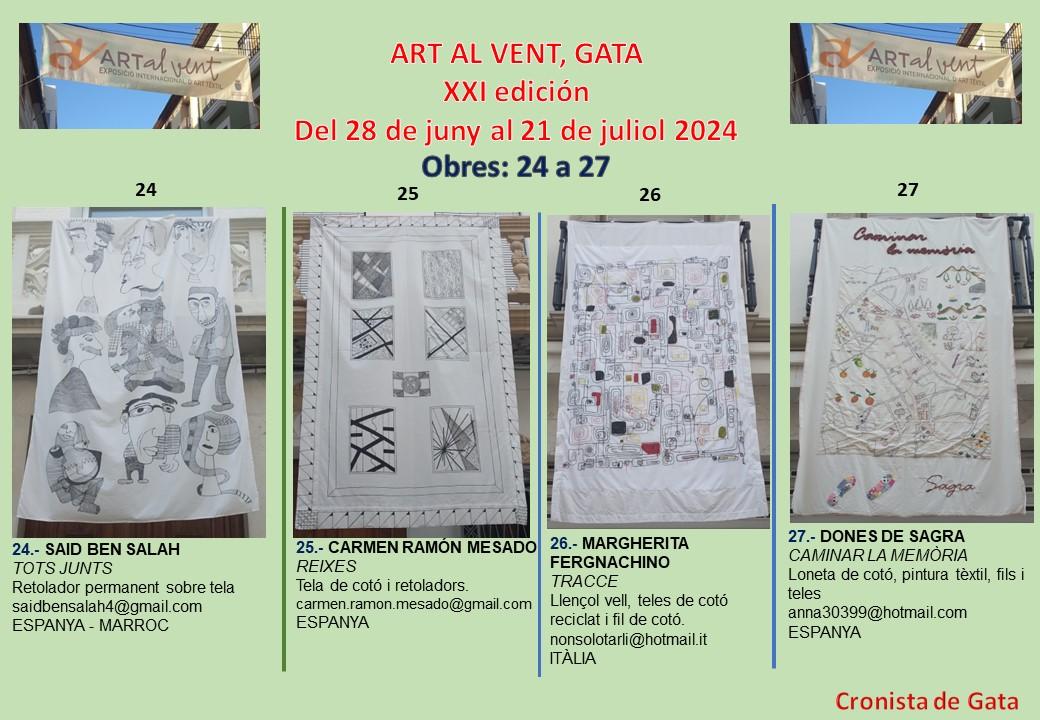 ARTal vent
EXPOSICIÓ INTERNACIONAL D'ART TÈXTIL
ARTal vent
EXPOSICIÓ INTERNACIONAL D'ART TÈXTIL
ART AL VENT, GATA
XXI edición
Del 28 de juny al 21 de juliol 2024
Obres: 24 a 27
24
25
26
27
Caminar
la memòria
Sagra
24.- SAID BEN SALAH
TOTS JUNTS
Retolador permanent sobre tela
saidbensalah4@gmail.com
ESPANYA - MARROC
25.- CARMEN RAMÓN MESADO
REIXES
Tela de cotó i retoladors.
carmen.ramon.mesado@gmail.com
ESPANYA
26.- MARGHERITA
FERGNACHINO
TRACCE
Llençol vell, teles de cotó
reciclat i fil de cotó.
nonsolotarli@hotmail.it
ITÀLIA
27.- DONES DE SAGRA
CAMINAR LA MEMÒRIA
Loneta de cotó, pintura tèxtil, fils i
teles
anna30399@hotmail.com
ESPANYA
Cronista de Gata